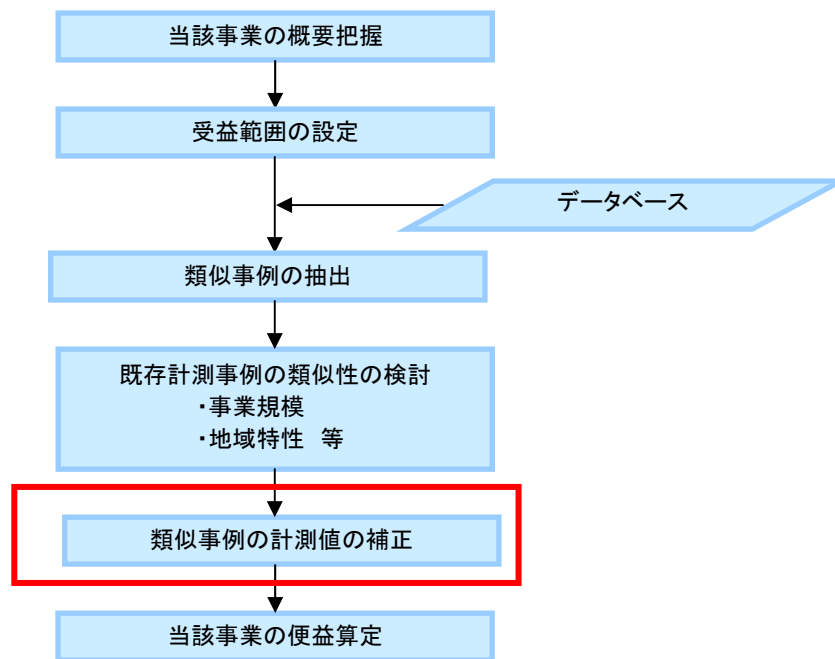 当該事業の概要把握
受益範囲の設定
データベース
類似事例の抽出
既存計測事例の類似性の検討
・事業規模
・地域特性　等
類似事例の計測値の補正
当該事業の便益算定